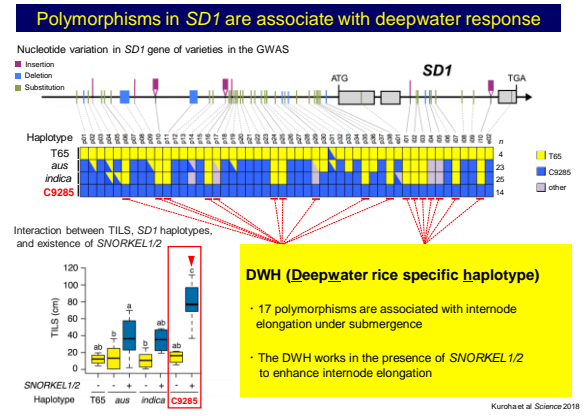 Polymorphisms in SD1 are associate with deepwater response
Nucleotide variation in SD1 gene of varieties in the GWAS
Insertion
Deletion
Substitution
ATG
SD1
TGA
Haplotype
n
T65
4
aus
23
indica
25
C9285
14
T65
C9285
other
Interaction between TILS, SD1 haplotypes,
and existence of SNORKEL1/2
TILS (cm)
120
100
80
60
40
20
0
ab
b
a
ab
ab
ab
c
SNORKEL1/2
- - + - + - +
Haplotype T65 aus indica C9285
DWH (Deepwater rice specific haplotype)
・17 polymorphisms are associated with internode
elongation under submergence
・The DWH works in the presence of SNORKEL1/2
to enhance internode elongation
Kuroha et al Science 2018